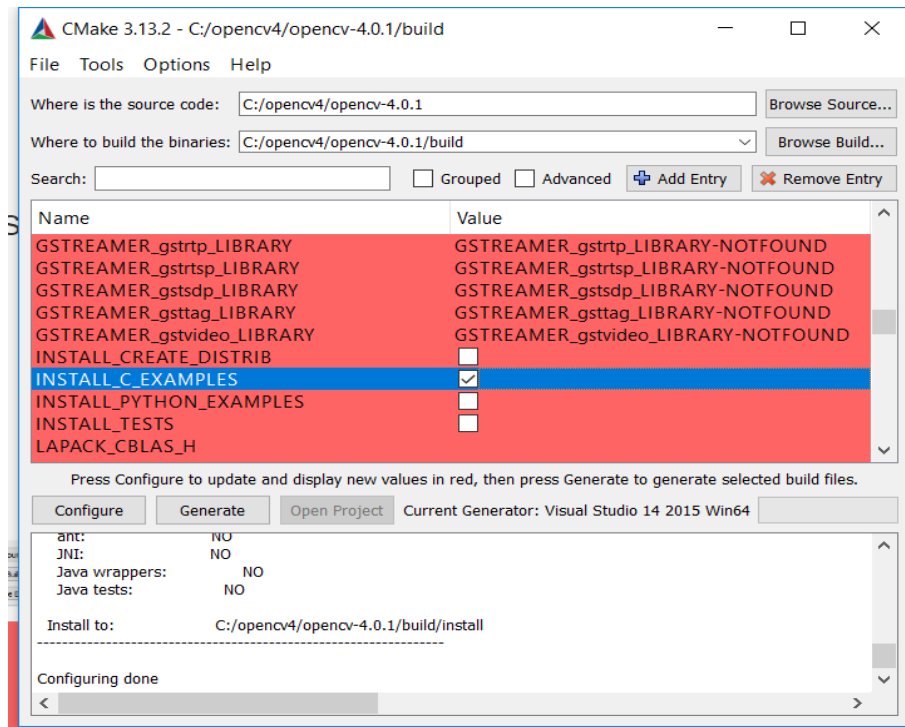 CMake 3.13.2 - C:/opencv4/opencv-4.0.1/build
File Tools Options Help
Where is the source code: C:/opencv4/opencv-4.0.1 Browse Source...
Where to build the binaries: C:/opencv4/opencv-4.0.1/build Browse Build...
Search: Grouped Advanced Add Entry Remove Entry
Name Value
GSTREAMER_gstrtp_LIBRARY GSTREAMER_gstrtp_LIBRARY-NOTFOUND
GSTREAMER_gstrtsp_LIBRARY GSTREAMER_gstrtsp_LIBRARY-NOTFOUND
GSTREAMER_gstsdp_LIBRARY GSTREAMER_gstsdp_LIBRARY-NOTFOUND
GSTREAMER_gsttag_LIBRARY GSTREAMER_gsttag_LIBRARY-NOTFOUND
GSTREAMER_gstvideo_LIBRARY GSTREAMER_gstvideo_LIBRARY-NOTFOUND
INSTALL_CREATE_DISTRIB
INSTALL_C_EXAMPLES
INSTALL_PYTHON_EXAMPLES
INSTALL_TESTS
LAPACK_CBLAS_H
Press Configure to update and display new values in red, then press Generate to generate selected build files.
Configure Generate Open Project Current Generator: Visual Studio 14 2015 Win64
ant: NO
JNI: NO
Java wrappers: NO
Java tests: NO
Install to: C:/opencv4/opencv-4.0.1/build/install
-----------------------------------------------------------------
Configuring done